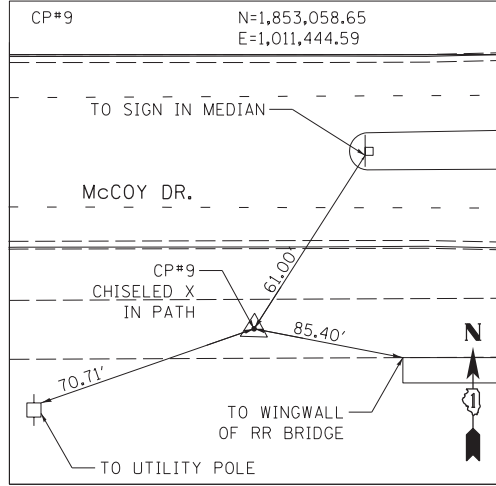 CP#9 N=1,853,058.65
E=1,011,444.59
TO SIGN IN MEDIAN
McCOY DR.
CP#9
CHISELED X
IN PATH
61.00'
85.40'
70.71'
N
1
TO WINGWALL
OF RR BRIDGE
TO UTILITY POLE